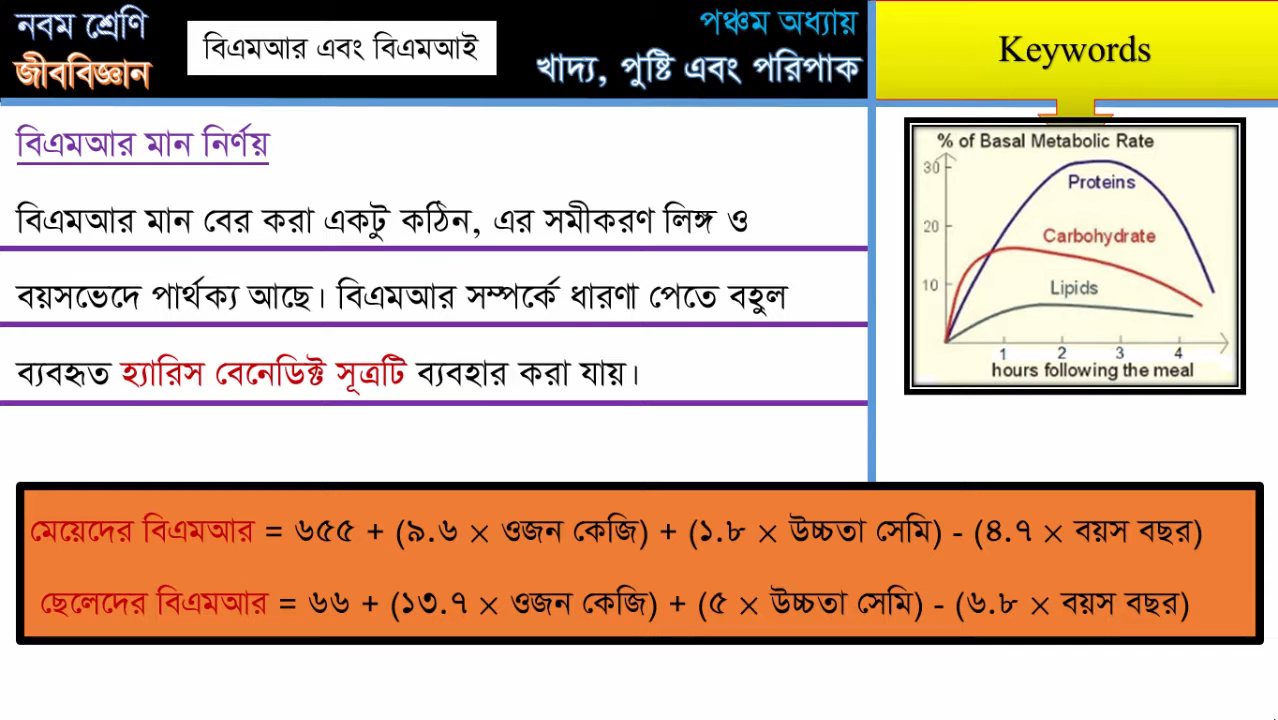 নবম শ্রেণি
জীববিজ্ঞান
বিএমআর এবং বিএমআই
পঞ্চম অধ্যায়
খাদ্য, পুষ্টি এবং পরিপাক
Keywords
বিএমআর মান নির্ণয়
বিএমআর মান বের করা একটু কঠিন, এর সমীকরণ লিঙ্গ ও
বয়সভেদে পার্থক্য আছে। বিএমআর সম্পর্কে ধারণা পেতে বহুল
ব্যবহৃত হ্যারিস বেনেডিক্ট সূত্রটি ব্যবহার করা যায়।
% of Basal Metabolic Rate
30
Proteins
20
Carbohydrate
10
Lipids
1 2 3 4
hours following the meal
মেয়েদের বিএমআর = ৬৫৫ + (৯.৬ × ওজন কেজি) + (১.৮ × উচ্চতা সেমি) - (৪.৭ × বয়স বছর)
ছেলেদের বিএমআর = ৬৬ + (১৩.৭ × ওজন কেজি) + (৫ × উচ্চতা সেমি) - (৬.৮ × বয়স বছর)